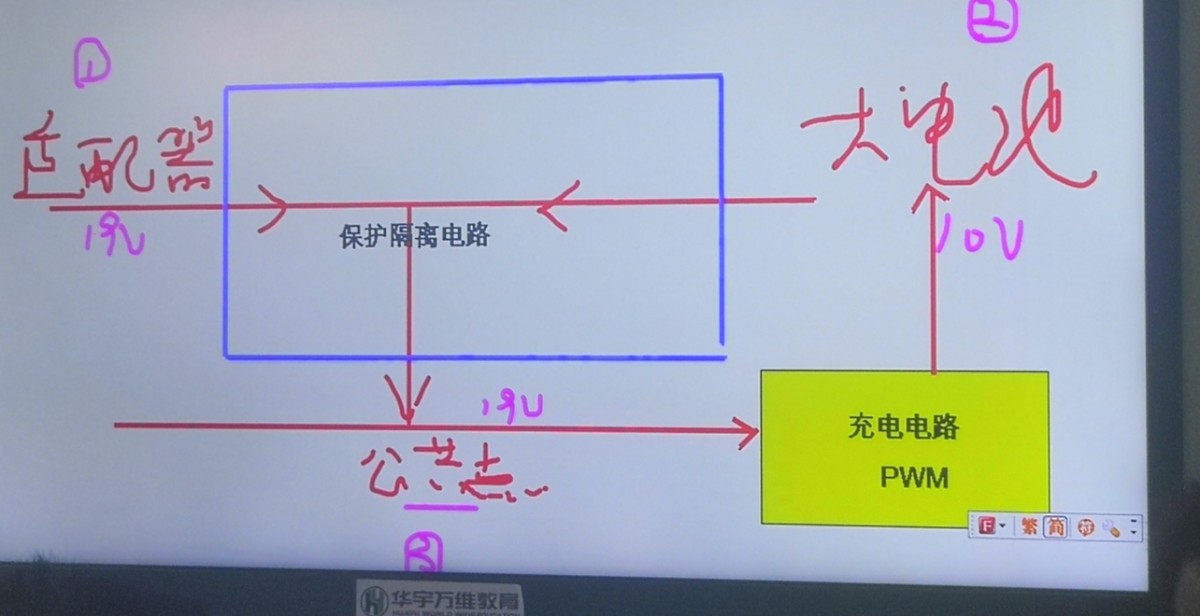 ①
②
适配器
大电池
19V
10V
保护隔离电路
19V
公共点
充电电路
PWM
③
F 繁 简 符
华宇万维教育